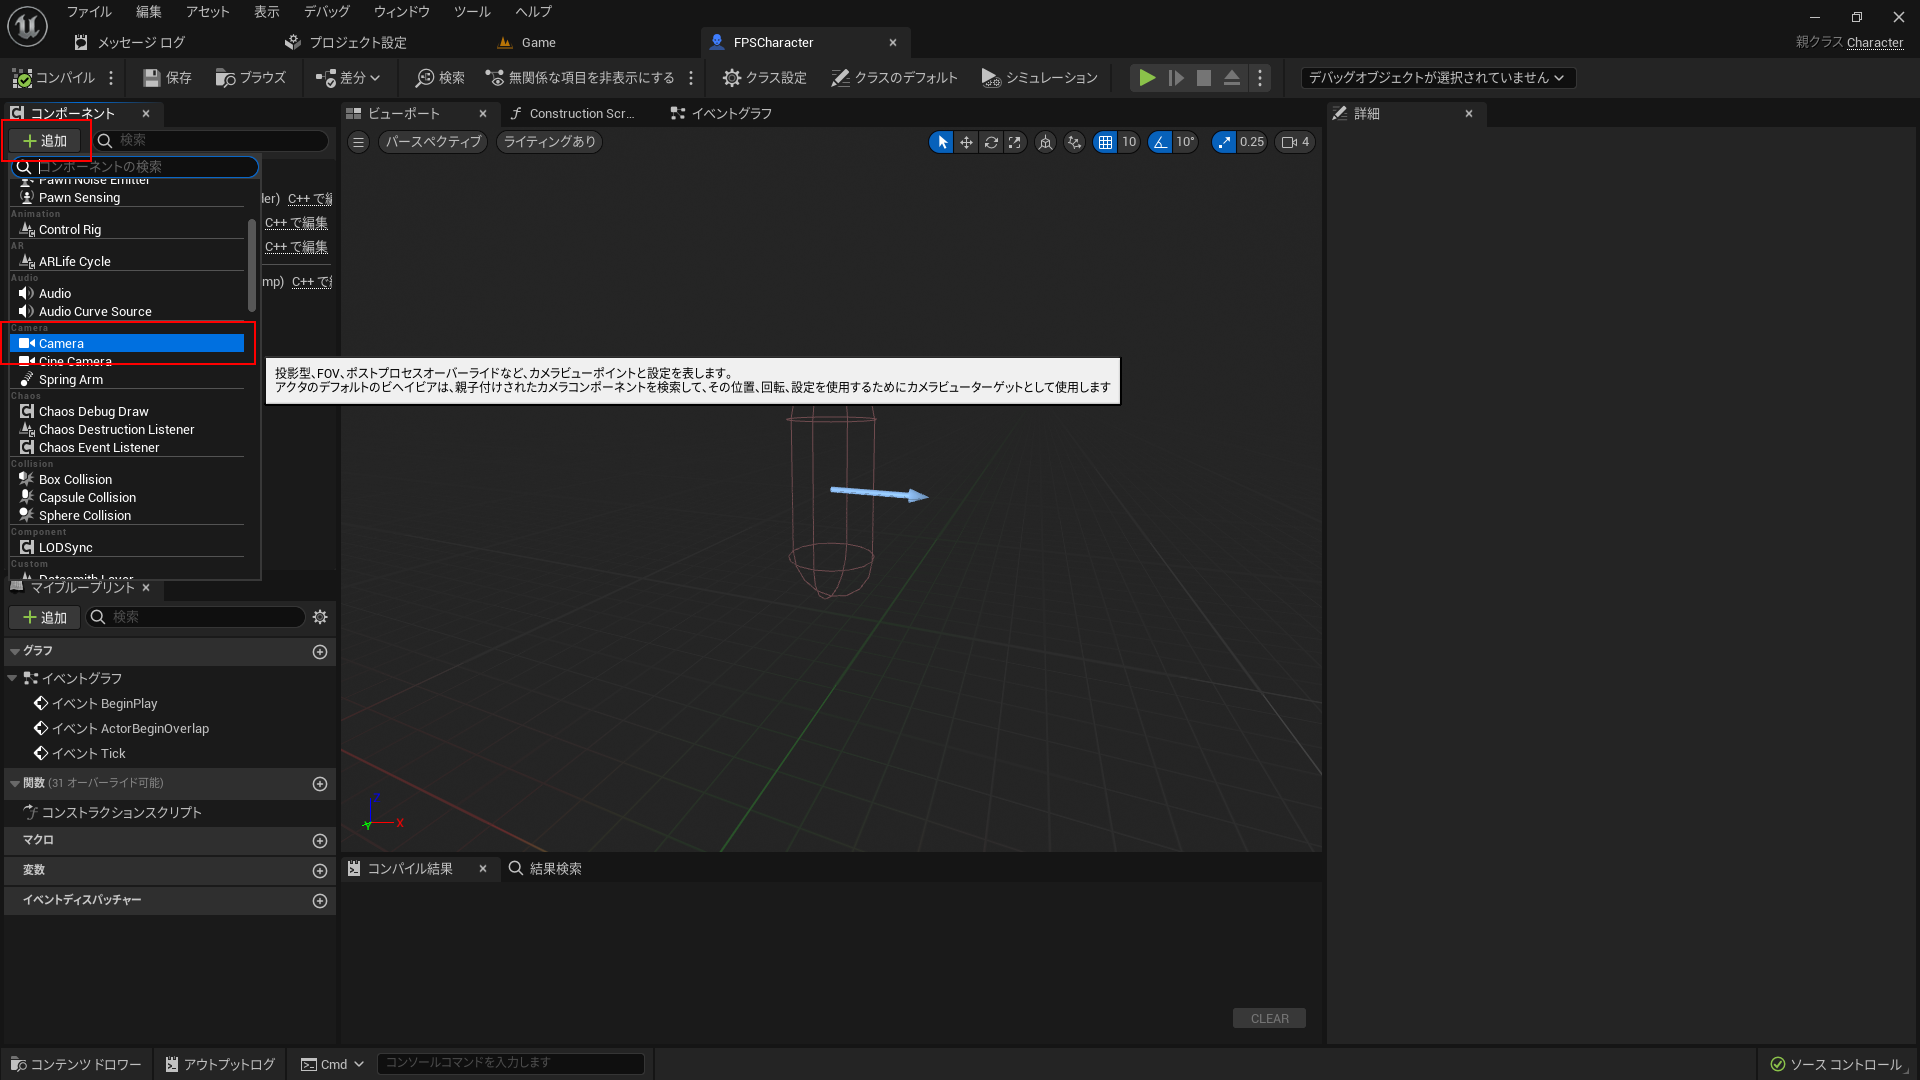 ファイル 編集 アセット 表示 デバッグ ウィンドウ ツール ヘルプ
メッセージ ログ プロジェクト設定 Game FPSCharacter
親クラス Character
コンパイル 保存 ブラウズ 差分 検索 無関係な項目を非表示にする クラス設定 クラスのデフォルト シミュレーション デバッグオブジェクトが選択されていません
コンポーネント ビューポート Construction Scr... イベントグラフ 詳細
追加 検索 パースペクティブ ライティングあり 10 10° 0.25 4
コンポーネントの検索
Pawn Noise Emitter
Pawn Sensing
ler) C++ で編
Animation
Control Rig
C++ で編集
AR
C++ で編集
ARLife Cycle
Audio
mp) C++ で
Audio
Audio Curve Source
Camera
Camera
Cine Camera
Spring Arm
投影型、FOV、ポストプロセスオーバーライドなど、カメラビューポイントと設定を表します。
アクタのデフォルトのビヘイビアは、親子付けされたカメラコンポーネントを検索して、その位置、回転、設定を使用するためにカメラビューターゲットとして使用します
Chaos
Chaos Debug Draw
Chaos Destruction Listener
Chaos Event Listener
Collision
Box Collision
Capsule Collision
Sphere Collision
Component
LODSync
Custom
Datasmith Layer
マイブループリント
追加 検索
グラフ
イベントグラフ
イベント BeginPlay
イベント ActorBeginOverlap
イベント Tick
関数 (31 オーバーライド可能)
コンストラクションスクリプト
マクロ
変数
イベントディスパッチャー
Z
X
Y
コンパイル結果 結果検索
CLEAR
コンテンツ ドロワー アウトプットログ Cmd コンソールコマンドを入力します ソース コントロール